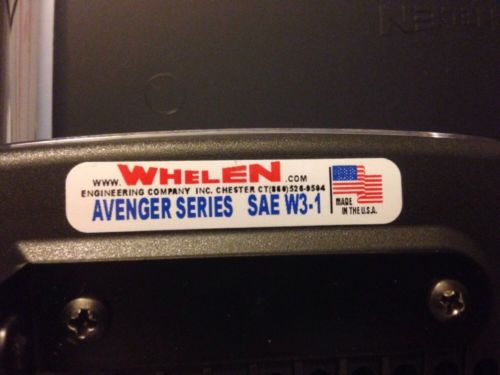 WWW. WHELEN .COM
ENGINEERING COMPANY INC. CHESTER CT(860)526-9504
AVENGER SERIES SAE W3-1
MADE
IN THE U.S.A.